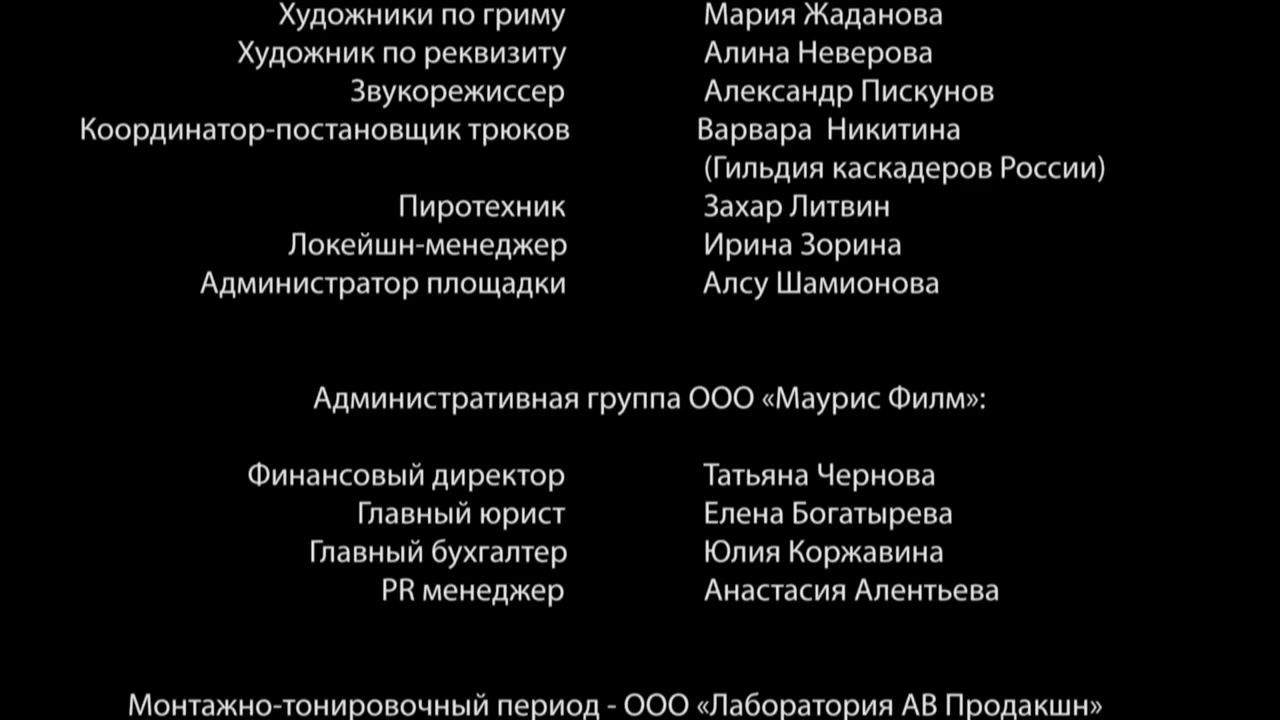 Художники по гриму Мария Жаданова
Художник по реквизиту Алина Неверова
Звукорежиссер Александр Пискунов
Координатор-постановщик трюков Варвара Никитина
(Гильдия каскадеров России)
Пиротехник Захар Литвин
Локейшн-менеджер Ирина Зорина
Администратор площадки Алсу Шамионова
Административная группа ООО «Маурис Филм»:
Финансовый директор Татьяна Чернова
Главный юрист Елена Богатырева
Главный бухгалтер Юлия Коржавина
PR менеджер Анастасия Алентьева
Монтажно-тонировочный период - ООО «Лаборатория АВ Продакшн»